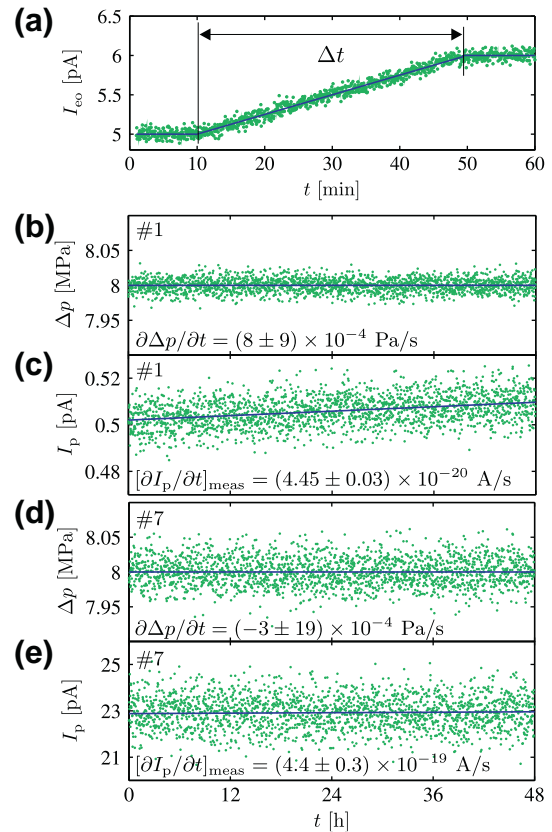 (a)
6.5
6
5.5
5
I_eo [pA]
Δt
0 10 20 30 40 50 60
t [min]
(b)
#1
8.05
8
7.95
Δp [MPa]
∂Δp/∂t = (8 ± 9) × 10⁻⁴ Pa/s
(c)
#1
0.52
0.5
0.48
I_p [pA]
[∂I_p/∂t]_meas = (4.45 ± 0.03) × 10⁻²⁰ A/s
(d)
#7
8.05
8
7.95
Δp [MPa]
∂Δp/∂t = (−3 ± 19) × 10⁻⁴ Pa/s
(e)
#7
25
23
21
I_p [pA]
[∂I_p/∂t]_meas = (4.4 ± 0.3) × 10⁻¹⁹ A/s
0 12 24 36 48
t [h]